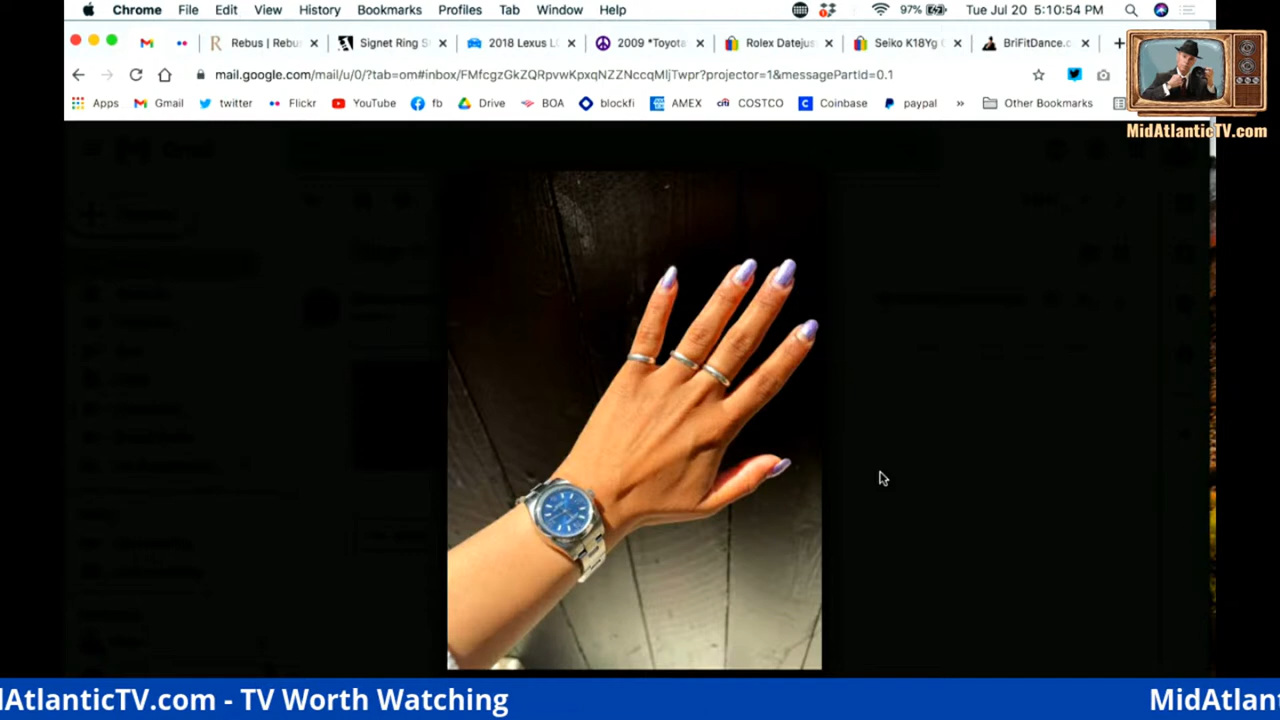 Chrome File Edit View History Bookmarks Profiles Tab Window Help 97% Tue Jul 20 5:10:54 PM
Rebus | Rebu Signet Ring S 2018 Lexus L 2009 *Toyota Rolex Datejus Seiko K18Yg BriFitDance.c
mail.google.com/mail/u/0/?tab=om#inbox/FMfcgzGkZQRpvwKpxqNZZNccqMljTwpr?projector=1&messagePartId=0.1
Apps Gmail twitter Flickr YouTube fb Drive BOA blockfi AMEX COSTCO Coinbase paypal » Other Bookmarks
MidAtlanticTV.com
dAtlanticTV.com - TV Worth Watching MidAtlan